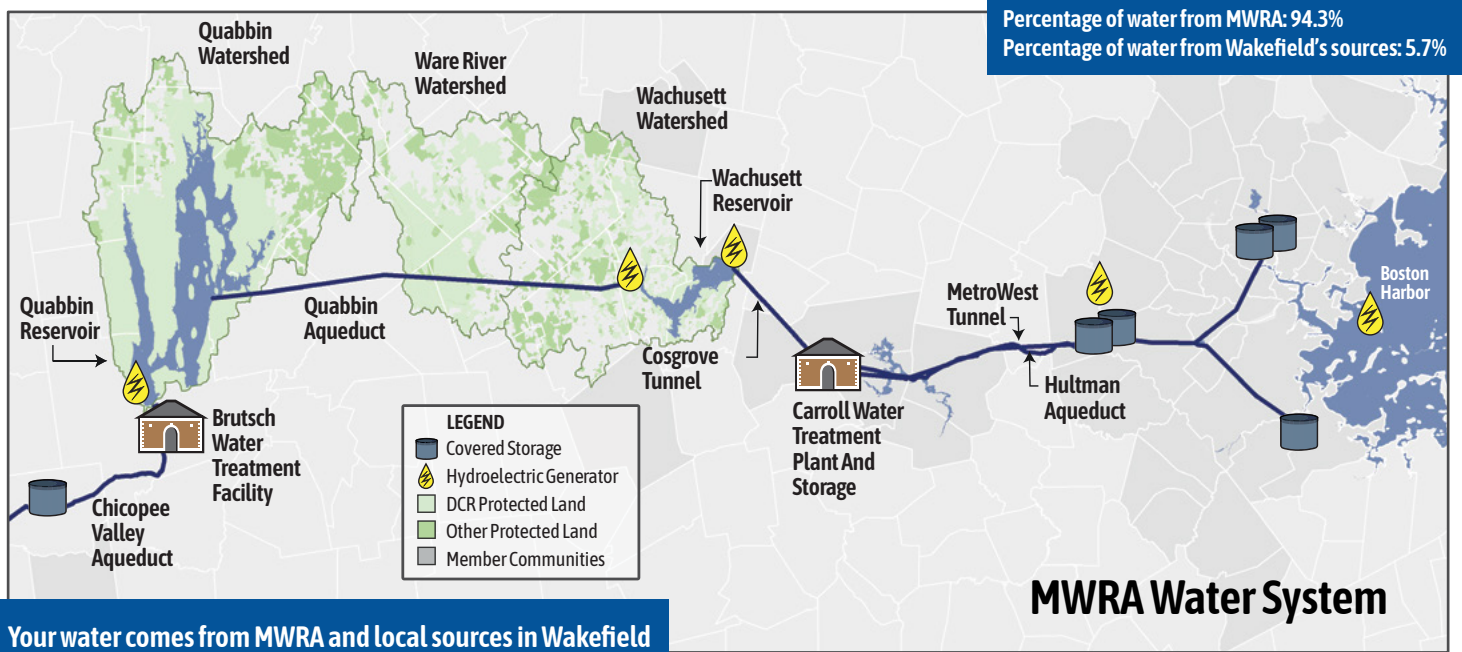 Percentage of water from MWRA: 94.3%
Percentage of water from Wakefield's sources: 5.7%
Quabbin
Watershed
Ware River
Watershed
Wachusett
Watershed
Wachusett
Reservoir
Quabbin
Reservoir
Quabbin
Aqueduct
Cosgrove
Tunnel
MetroWest
Tunnel
Hultman
Aqueduct
Boston
Harbor
Brutsch
Water
Treatment
Facility
Carroll Water
Treatment
Plant And
Storage
Chicopee
Valley
Aqueduct
LEGEND
Covered Storage
Hydroelectric Generator
DCR Protected Land
Other Protected Land
Member Communities
MWRA Water System
Your water comes from MWRA and local sources in Wakefield